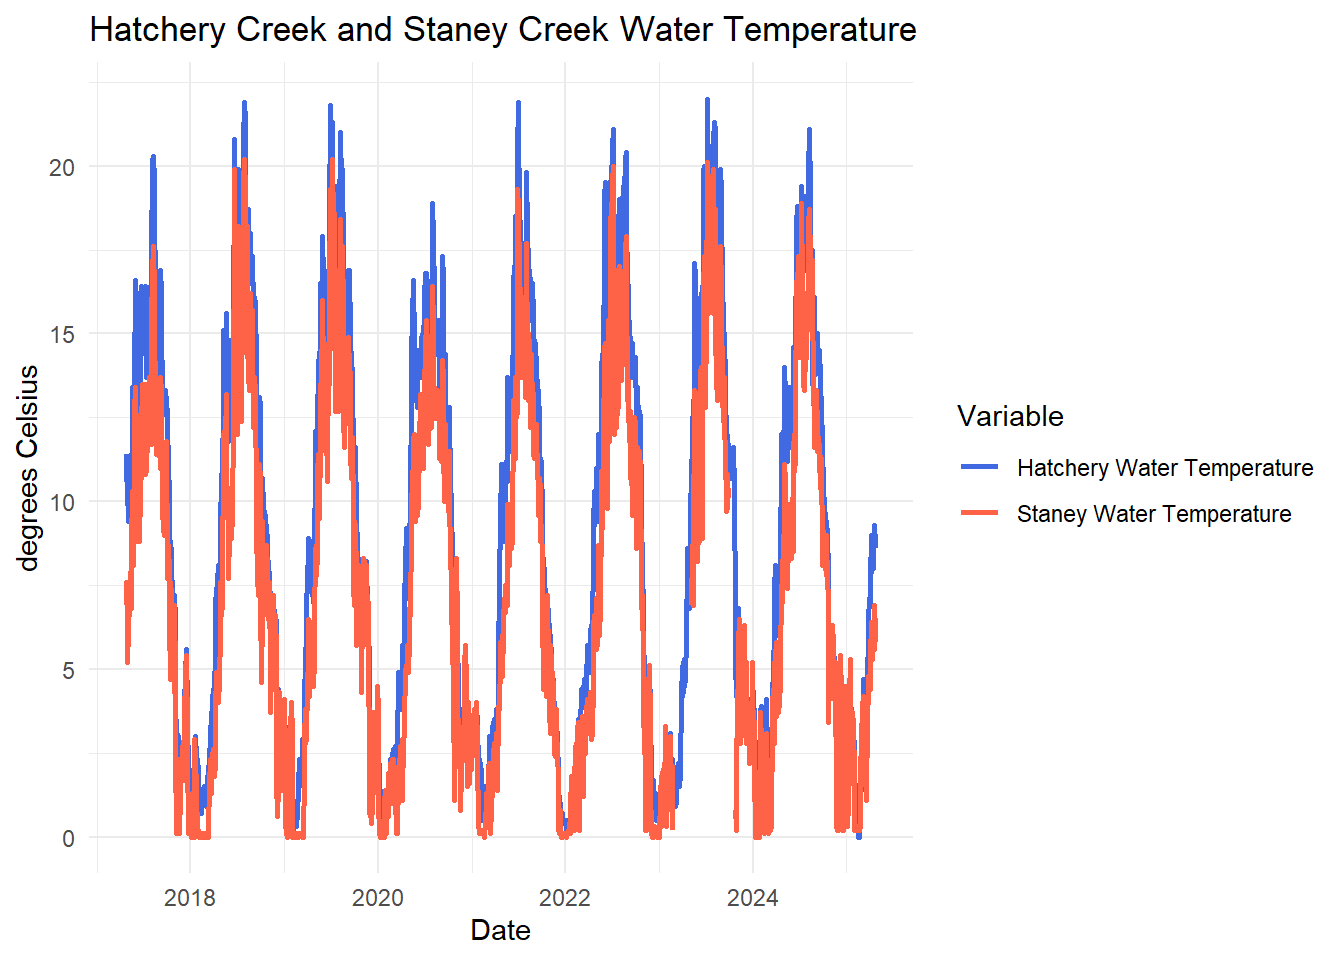 Hatchery Creek and Staney Creek Water Temperature
degrees Celsius
20
15
10
5
0
2018
2020
2022
2024
Date
Variable
Hatchery Water Temperature
Staney Water Temperature